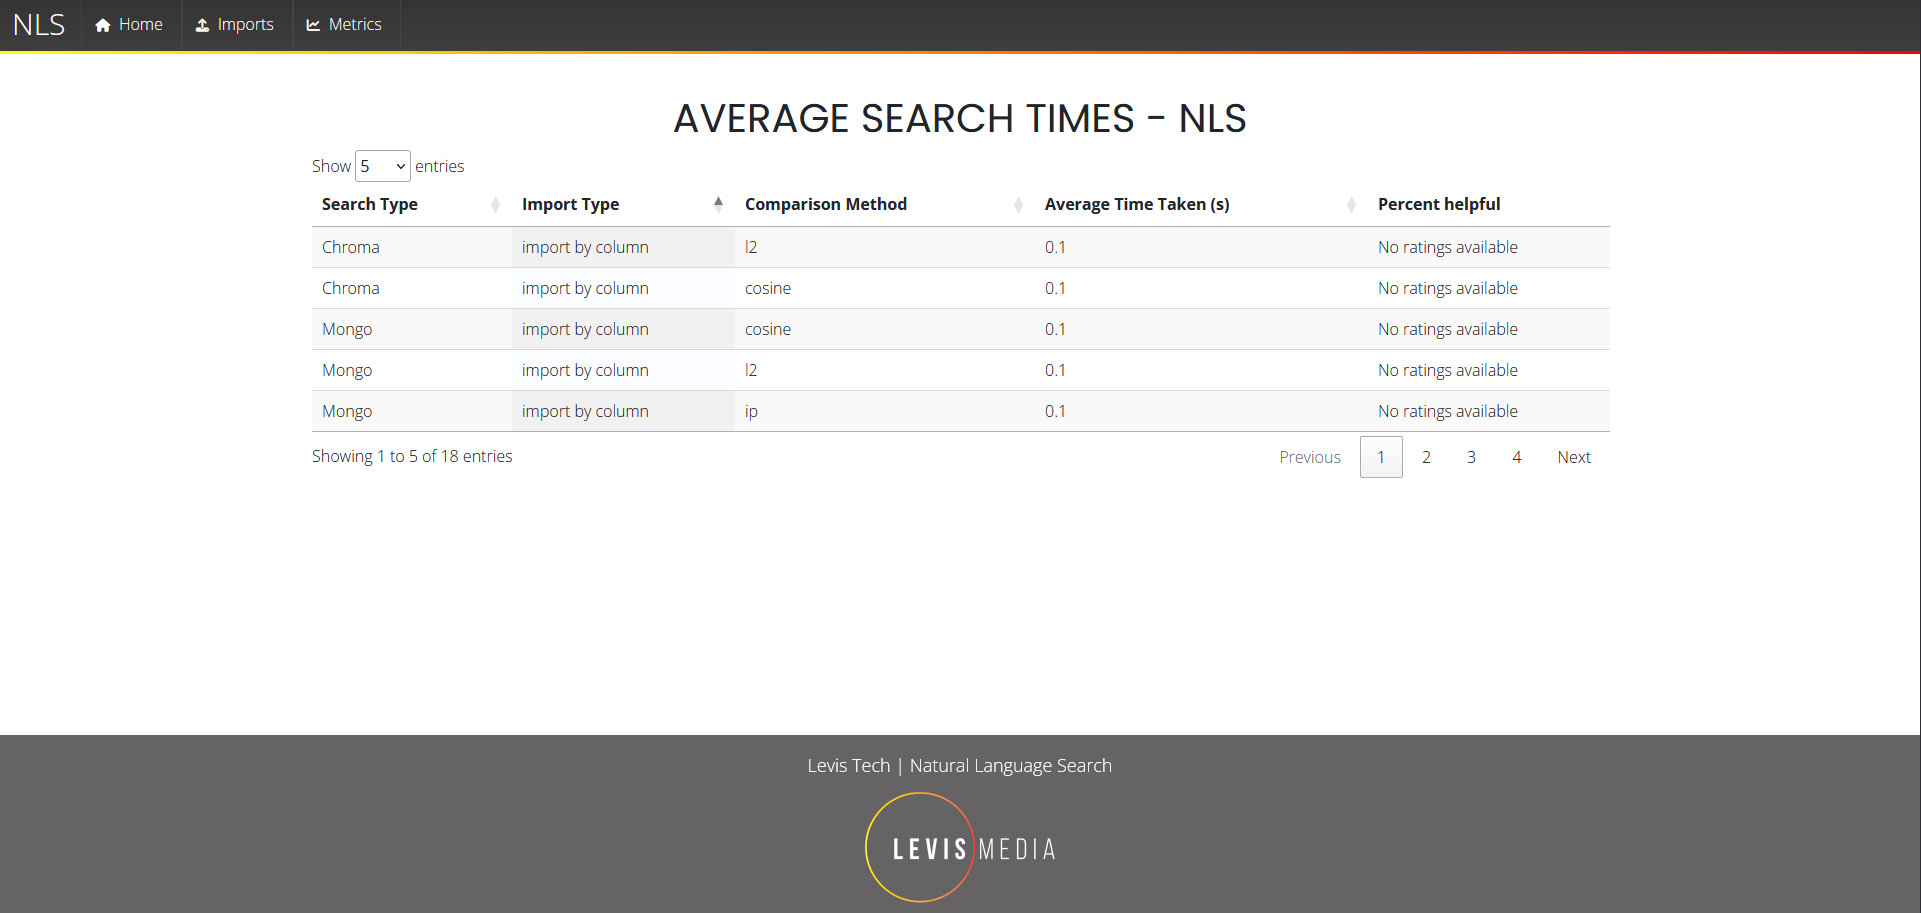 NLS Home Imports Metrics
AVERAGE SEARCH TIMES - NLS
Show 5 entries
Search Type Import Type Comparison Method Average Time Taken (s) Percent helpful
Chroma import by column l2 0.1 No ratings available
Chroma import by column cosine 0.1 No ratings available
Mongo import by column cosine 0.1 No ratings available
Mongo import by column l2 0.1 No ratings available
Mongo import by column ip 0.1 No ratings available
Showing 1 to 5 of 18 entries Previous 1 2 3 4 Next
Levis Tech | Natural Language Search
LEVIS MEDIA